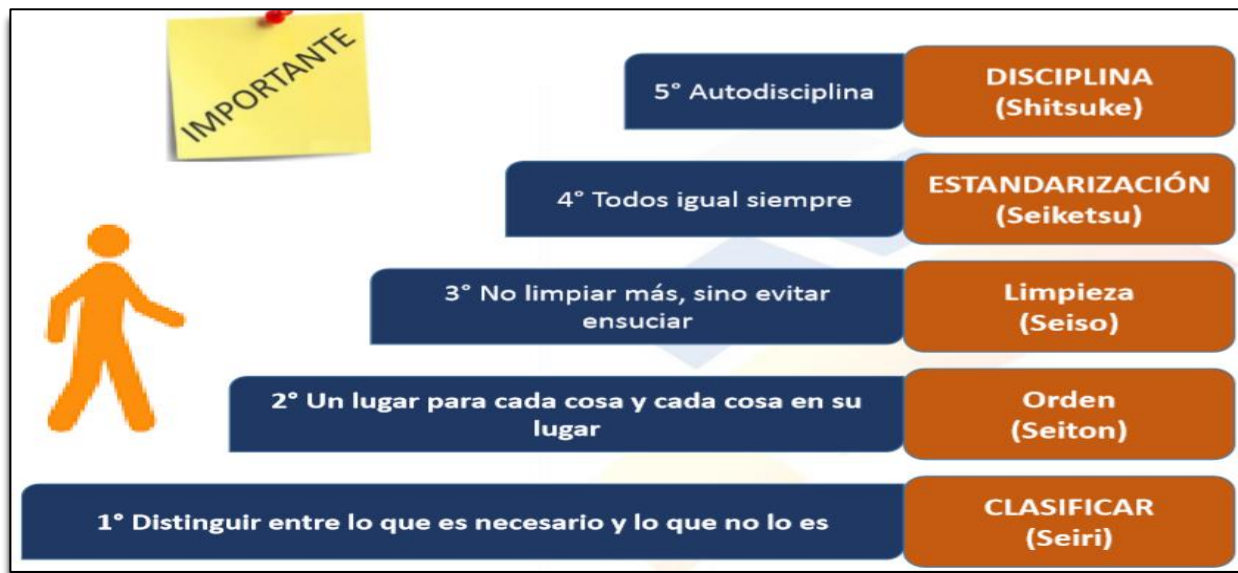 IMPORTANTE
5° Autodisciplina
DISCIPLINA
(Shitsuke)
4° Todos igual siempre
ESTANDARIZACIÓN
(Seiketsu)
3° No limpiar más, sino evitar
ensuciar
Limpieza
(Seiso)
2° Un lugar para cada cosa y cada cosa en su
lugar
Orden
(Seiton)
1° Distinguir entre lo que es necesario y lo que no lo es
CLASIFICAR
(Seiri)